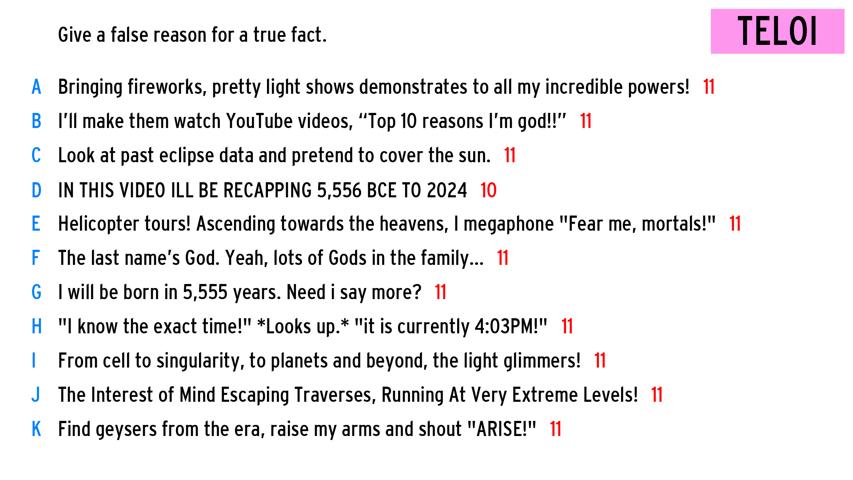 Give a false reason for a true fact.
TELOI
A Bringing fireworks, pretty light shows demonstrates to all my incredible powers! 11
B I'll make them watch YouTube videos, “Top 10 reasons I'm god!!” 11
C Look at past eclipse data and pretend to cover the sun. 11
D IN THIS VIDEO ILL BE RECAPPING 5,556 BCE TO 2024 10
E Helicopter tours! Ascending towards the heavens, I megaphone "Fear me, mortals!" 11
F The last name's God. Yeah, lots of Gods in the family... 11
G I will be born in 5,555 years. Need i say more? 11
H "I know the exact time!" *Looks up.* "it is currently 4:03PM!" 11
I From cell to singularity, to planets and beyond, the light glimmers! 11
J The Interest of Mind Escaping Traverses, Running At Very Extreme Levels! 11
K Find geysers from the era, raise my arms and shout "ARISE!" 11